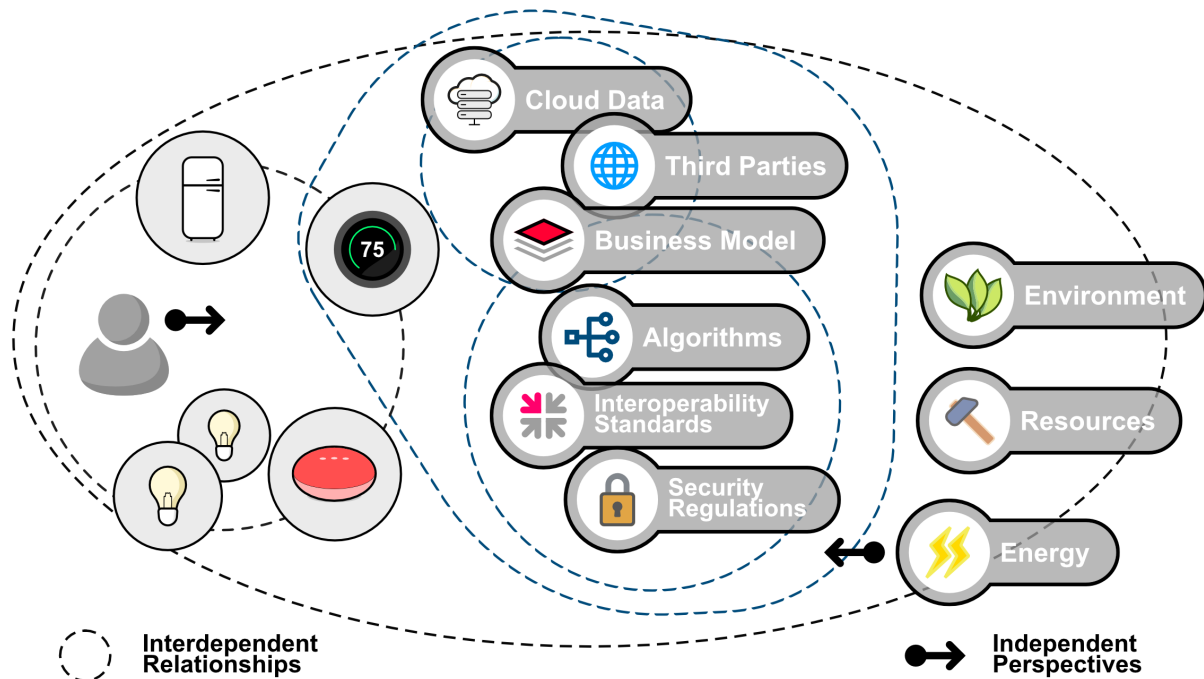 Cloud Data
Third Parties
75
Business Model
Environment
Algorithms
Interoperability
Standards
Resources
Security
Regulations
Energy
Interdependent
Relationships
Independent
Perspectives